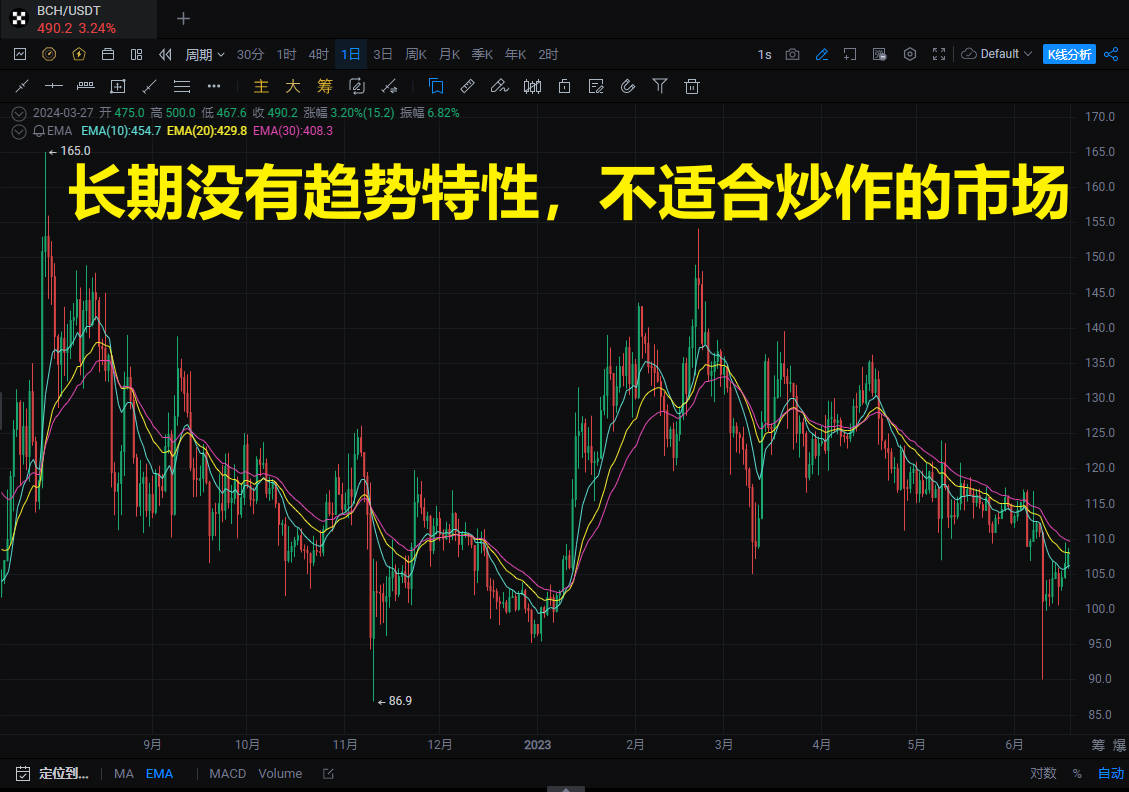 BCH/USDT
490.2 3.24%
周期 30分 1时 4时 1日 3日 周K 月K 季K 年K 2时 1s Default K线分析
主 大 筹
2024-03-27 开 475.0 高 500.0 低 467.6 收 490.2 涨幅 3.20%(15.2) 振幅 6.82%
EMA EMA(10):454.7 EMA(20):429.8 EMA(30):408.3
长期没有趋势特性，不适合炒作的市场
←165.0
←86.9
170.0
165.0
160.0
155.0
150.0
145.0
140.0
135.0
130.0
125.0
120.0
115.0
110.0
105.0
100.0
95.0
90.0
85.0
9月 10月 11月 12月 2023 2月 3月 4月 5月 6月 筹 爆
定位到... MA EMA MACD Volume 对数 % 自动